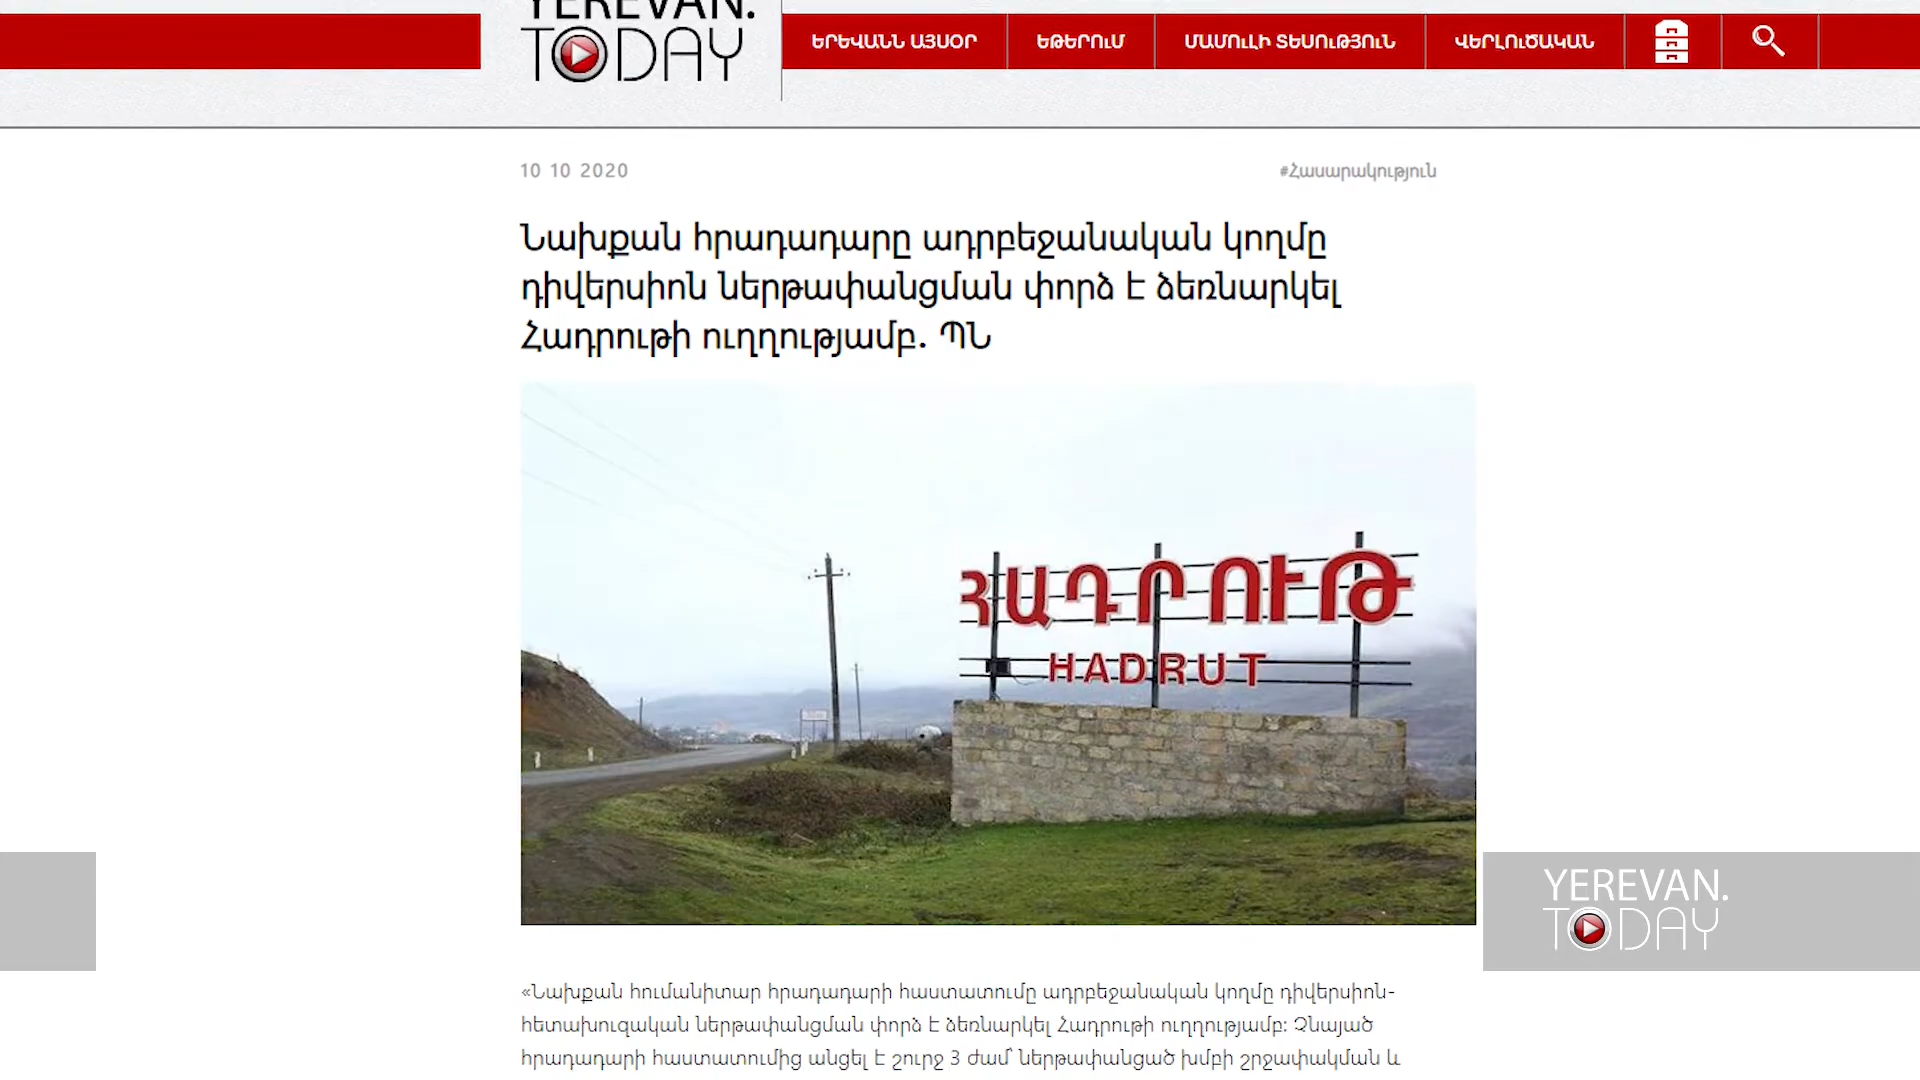 YEREVAN.
TODAY
ԵՐԵՎԱՆՆ ԱՅՍՕՐ
ԵԹԵՐՈւՄ
ՄԱՄՈւԼԻ ՏԵՍՈւԹՅՈւՆ
ՎԵՐԼՈւԾԱԿԱՆ
10 10 2020
#Հասարակություն
Նախքան հրադադարը ադրբեջանական կողմը
դիվերսիոն ներթափանցման փորձ է ձեռնարկել
Հադրութի ուղղությամբ. ՊՆ
ՀԱԴՐՈՒԹ
HADRUT
«Նախքան հումանիտար հրադադարի հաստատումը ադրբեջանական կողմը դիվերսիոն-
հետախուզական ներթափանցման փորձ է ձեռնարկել Հադրութի ուղղությամբ: Չնայած
հրադադարի հաստատումից անցել է շուրջ 3 ժամ՝ ներթափանցած խմբի շրջափակման և
YEREVAN.
TODAY